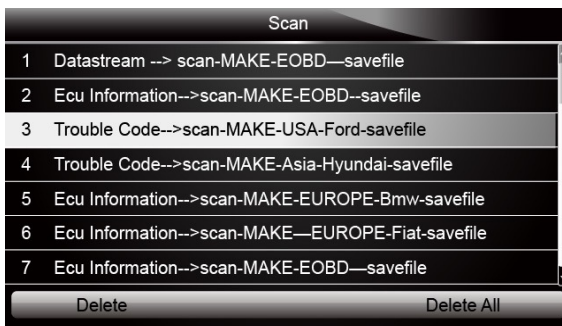 Scan
1 Datastream --> scan-MAKE-EOBD—savefile
2 Ecu Information-->scan-MAKE-EOBD--savefile
3 Trouble Code-->scan-MAKE-USA-Ford-savefile
4 Trouble Code-->scan-MAKE-Asia-Hyundai-savefile
5 Ecu Information-->scan-MAKE-EUROPE-Bmw-savefile
6 Ecu Information-->scan-MAKE—EUROPE-Fiat-savefile
7 Ecu Information-->scan-MAKE-EOBD—savefile
Delete Delete All